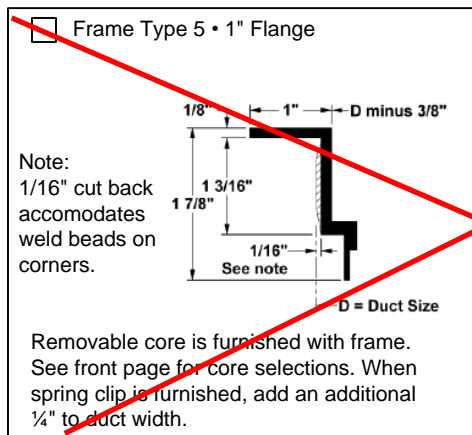 Frame Type 5 • 1" Flange
1/8" 1" D minus 3/8"
Note:
1/16" cut back
accomodates
weld beads on
corners.
1 3/16"
1 7/8"
1/16"
See note
D = Duct Size
Removable core is furnished with frame.
See front page for core selections. When
spring clip is furnished, add an additional
¼" to duct width.